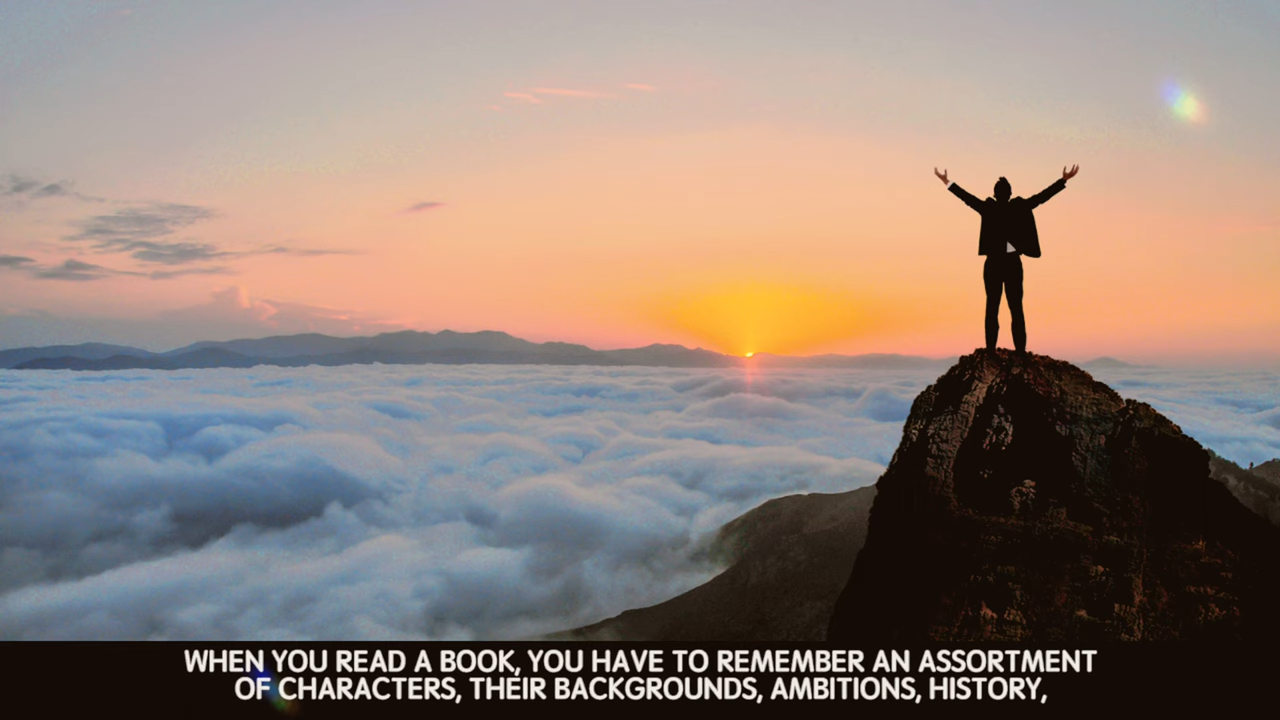 WHEN YOU READ A BOOK, YOU HAVE TO REMEMBER AN ASSORTMENT
OF CHARACTERS, THEIR BACKGROUNDS, AMBITIONS, HISTORY,